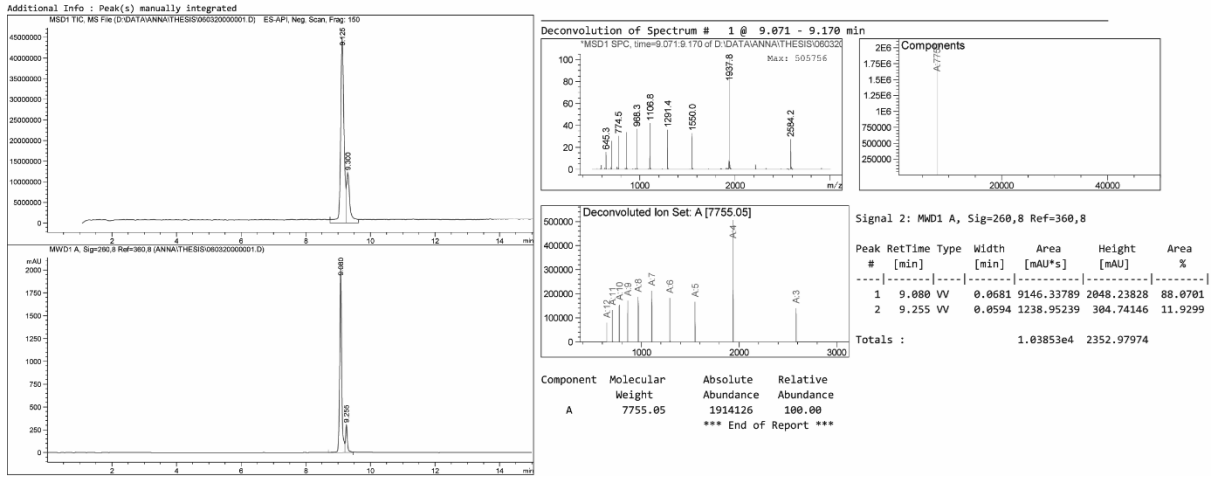 Additional Info : Peak(s) manually integrated
MSD1 TIC, MS File (D:\DATA\ANNA\THESIS\060320000001.D) ES-API, Neg. Scan, Frag: 150
45000000
40000000
35000000
30000000
25000000
20000000
15000000
10000000
5000000
0
9.125
9.300
2 4 6 8 10 12 14 min
MWD1 A, Sig=260,8 Ref=360,8 (ANNA\THESIS\060320000001.D)
mAU
2000
1750
1500
1250
1000
750
500
250
0
9.080
9.255
2 4 6 8 10 12 14 min
Deconvolution of Spectrum # 1 @ 9.071 - 9.170 min
*MSD1 SPC, time=9.071:9.170 of D:\DATA\ANNA\THESIS\060320
Max: 505756
100
80
60
40
20
0
645.3
774.5
968.3
1106.8
1291.4
1550.0
1937.8
2584.2
1000 2000 m/z
Components
2E6
1.75E6
1.5E6
1.25E6
1E6
750000
500000
250000
A:775
20000 40000
Deconvoluted Ion Set: A [7755.05]
500000
400000
300000
200000
100000
0
A:12
A:11
A:10
A:9
A:8
A:7
A:6
A:5
A:4
A:3
1000 2000 3000
Component Molecular Absolute Relative
Weight Abundance Abundance
A 7755.05 1914126 100.00
*** End of Report ***
Signal 2: MWD1 A, Sig=260,8 Ref=360,8
Peak RetTime Type Width Area Height Area
# [min] [min] [mAU*s] [mAU] %
----|-------|----|-------|----------|----------|--------|
1 9.080 VV 0.0681 9146.33789 2048.23828 88.0701
2 9.255 VV 0.0594 1238.95239 304.74146 11.9299
Totals : 1.03853e4 2352.97974